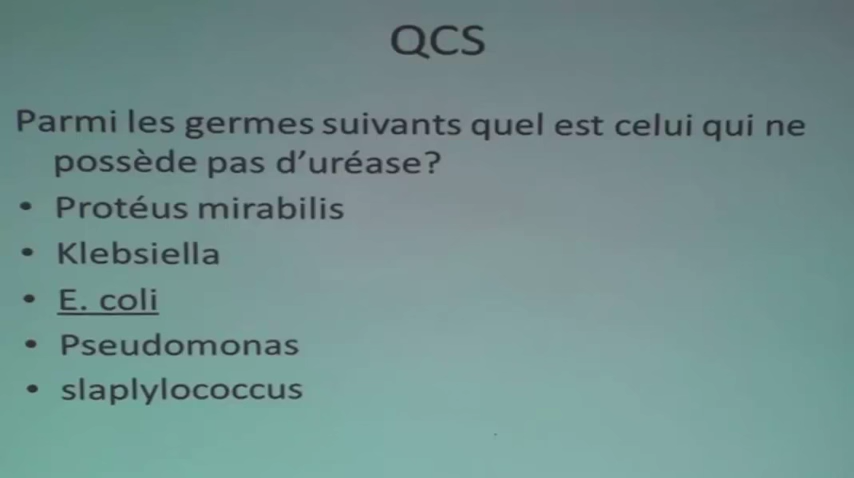 QCS
Parmi les germes suivants quel est celui qui ne
possède pas d'uréase?
• Protéus mirabilis
• Klebsiella
• E. coli
• Pseudomonas
• slaplylococcus